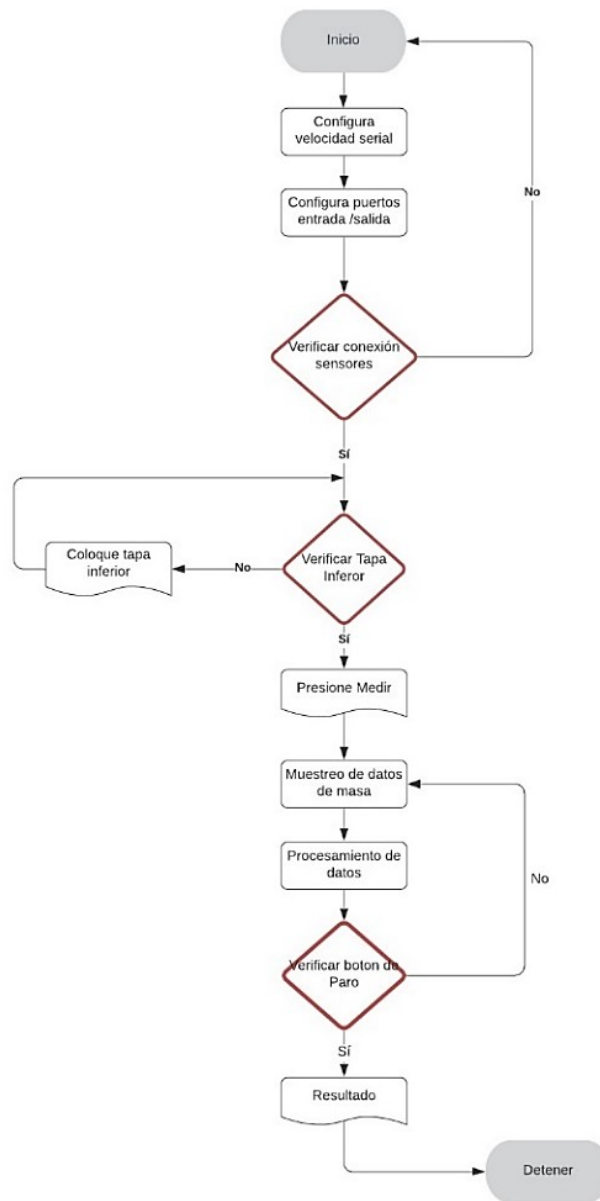 Inicio
Configura
velocidad serial
No
Configura puertos
entrada /salida
Verificar conexión
sensores
Sí
Coloque tapa
inferior
No
Verificar Tapa
Inferor
Sí
Presione Medir
Muestreo de datos
de masa
Procesamiento de
datos
No
Verificar boton de
Paro
Sí
Resultado
Detener